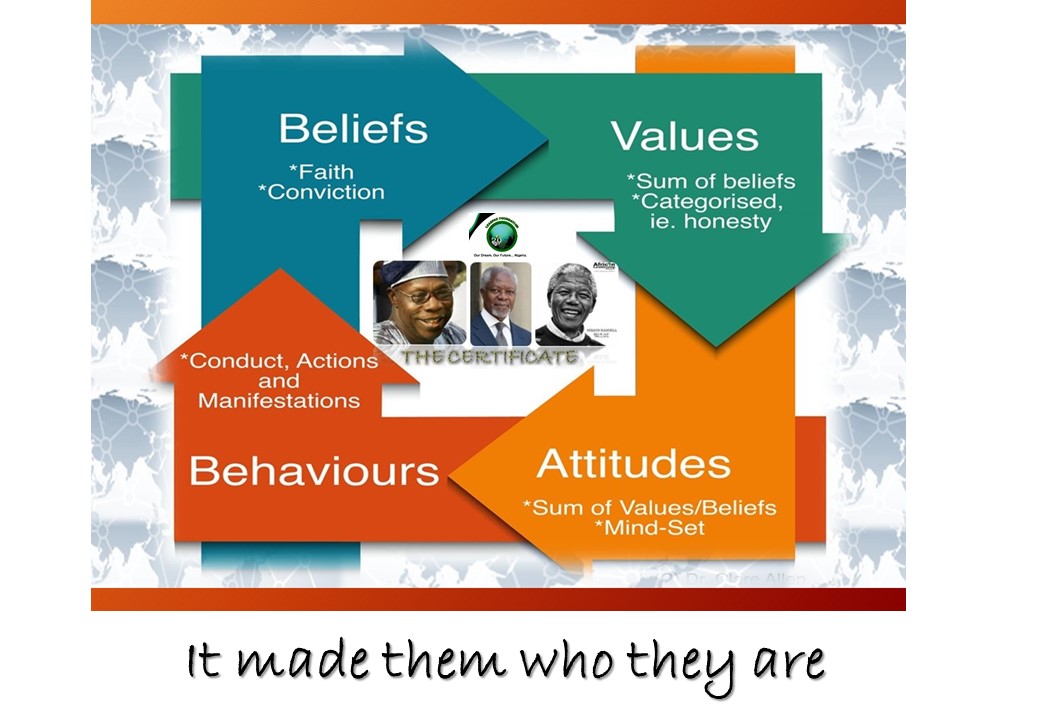 Beliefs
*Faith
*Conviction
Values
*Sum of beliefs
*Categorised,
ie. honesty
Our Dream, Our Future... Nigeria
THE CERTIFICATE
*Conduct, Actions
and
Manifestations
Behaviours
Attitudes
*Sum of Values/Beliefs
*Mind-Set
Dr. Clare Allen
It made them who they are